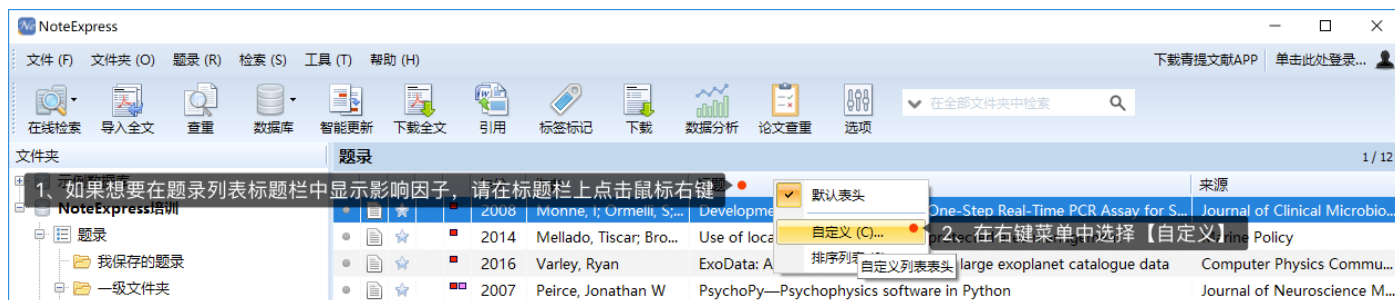 NoteExpress
文件 (F) 文件夹 (O) 题录 (R) 检索 (S) 工具 (T) 帮助 (H) 下载青提文献APP 单击此处登录...
在全部文件夹中检索
在线检索 导入全文 查重 数据库 智能更新 下载全文 引用 标签标记 下载 数据分析 论文查重 选项
文件夹 题录 1 / 12
1、如果想要在题录列表标题栏中显示影响因子，请在标题栏上点击鼠标右键 默认表头 来源
NoteExpress培训 2008 Monne, I; Ormelli, S;... Developme One-Step Real-Time PCR Assay for S... Journal of Clinical Microbio...
题录 2014 Mellado, Tiscar; Bro... Use of loca 自定义 (C)... 2、在右键菜单中选择【自定义】 Policy
我保存的题录 2016 Varley, Ryan ExoData: A 排序列表 自定义列表表头 large exoplanet catalogue data Computer Physics Commu...
一级文件夹 2007 Peirce, Jonathan W PsychoPy—Psychophysics software in Python Journal of Neuroscience M...